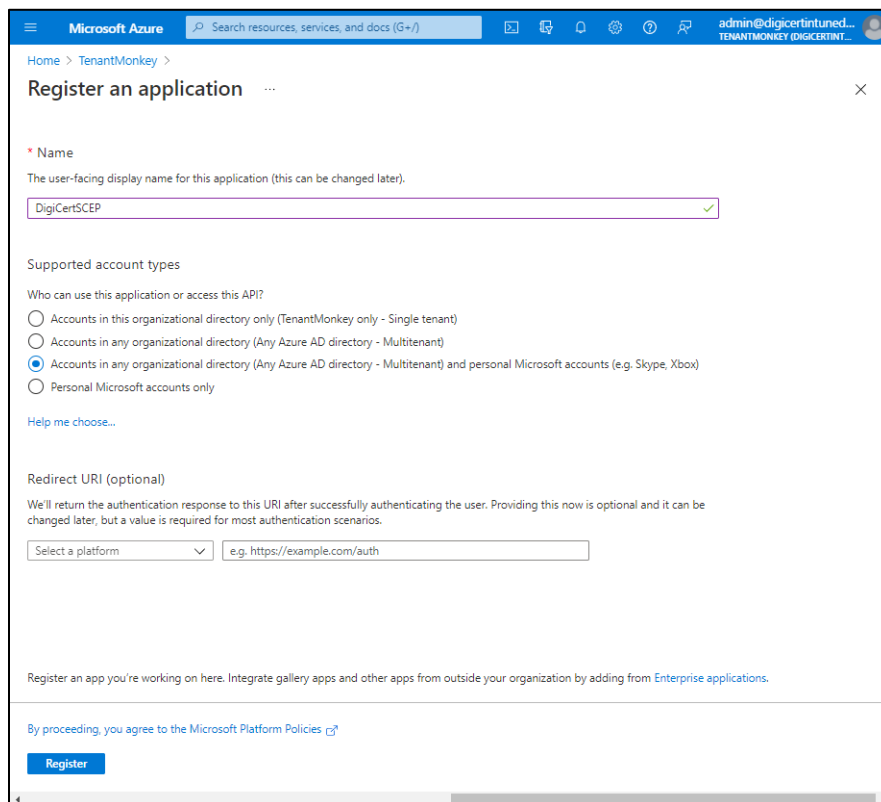 Microsoft Azure
Search resources, services, and docs (G+/)
admin@digicertintuned...
TENANTMONKEY (DIGICERTINT...
Home > TenantMonkey >
Register an application ...
* Name
The user-facing display name for this application (this can be changed later).
DigiCertSCEP
Supported account types
Who can use this application or access this API?
Accounts in this organizational directory only (TenantMonkey only - Single tenant)
Accounts in any organizational directory (Any Azure AD directory - Multitenant)
Accounts in any organizational directory (Any Azure AD directory - Multitenant) and personal Microsoft accounts (e.g. Skype, Xbox)
Personal Microsoft accounts only
Help me choose...
Redirect URI (optional)
We'll return the authentication response to this URI after successfully authenticating the user. Providing this now is optional and it can be
changed later, but a value is required for most authentication scenarios.
Select a platform
e.g. https://example.com/auth
Register an app you're working on here. Integrate gallery apps and other apps from outside your organization by adding from Enterprise applications.
By proceeding, you agree to the Microsoft Platform Policies
Register